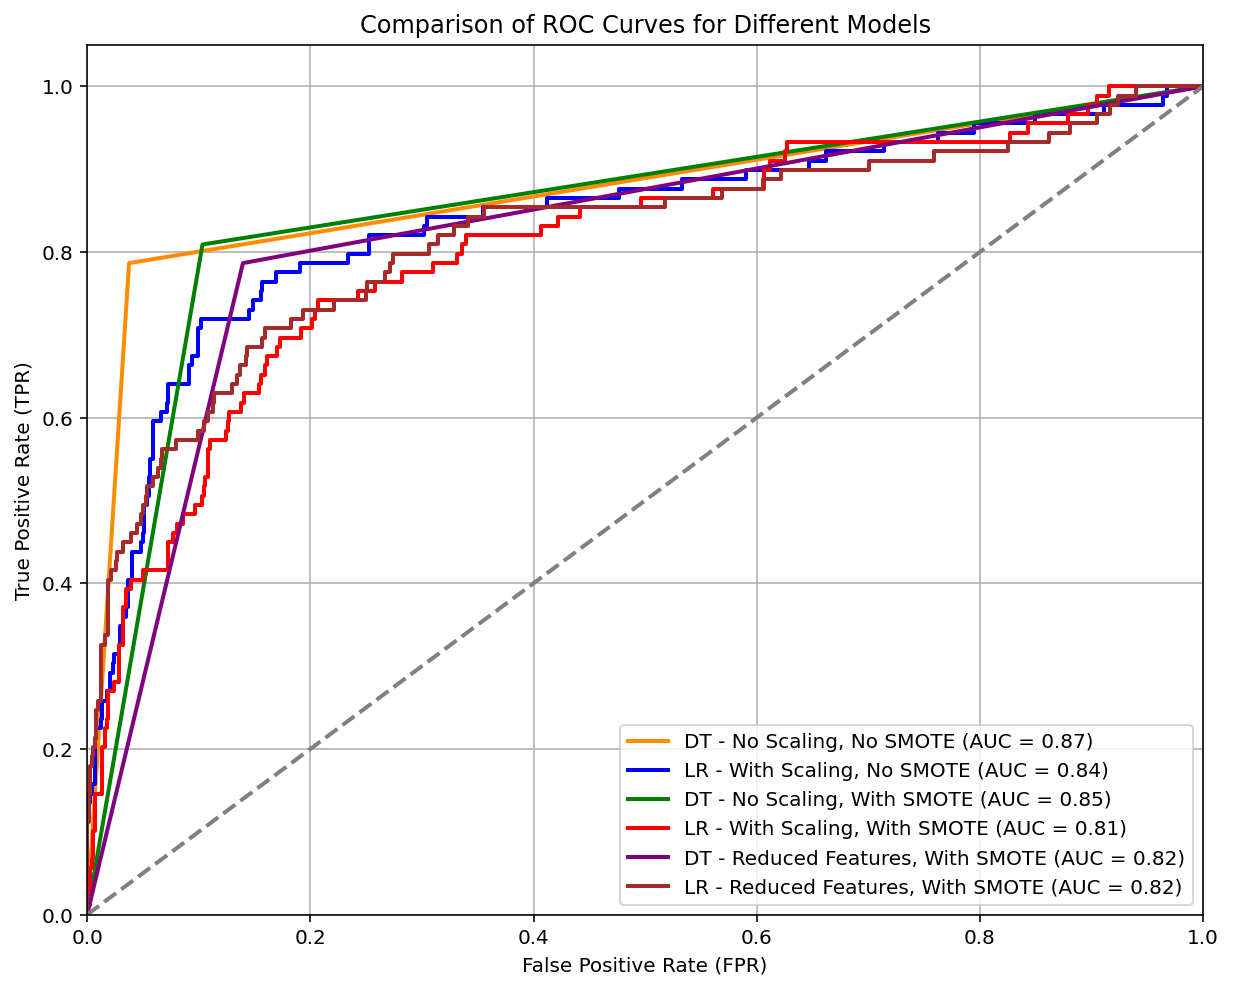 Comparison of ROC Curves for Different Models
True Positive Rate (TPR)
1.0
0.8
0.6
0.4
0.2
0.0
DT - No Scaling, No SMOTE (AUC = 0.87)
LR - With Scaling, No SMOTE (AUC = 0.84)
DT - No Scaling, With SMOTE (AUC = 0.85)
LR - With Scaling, With SMOTE (AUC = 0.81)
DT - Reduced Features, With SMOTE (AUC = 0.82)
LR - Reduced Features, With SMOTE (AUC = 0.82)
0.0 0.2 0.4 0.6 0.8 1.0
False Positive Rate (FPR)